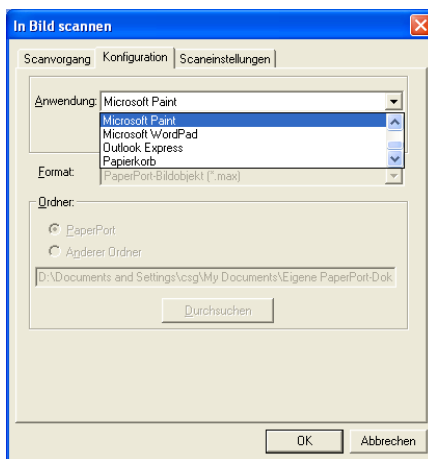 In Bild scannen
Scanvorgang Konfiguration Scaneinstellungen
Anwendung: Microsoft Paint
Microsoft Paint
Microsoft WordPad
Outlook Express
Papierkorb
Format: PaperPort-Bildobjekt (*.max)
Ordner:
PaperPort
Anderer Ordner
D:\Documents and Settings\csg\My Documents\Eigene PaperPort-Dok
Durchsuchen
OK Abbrechen